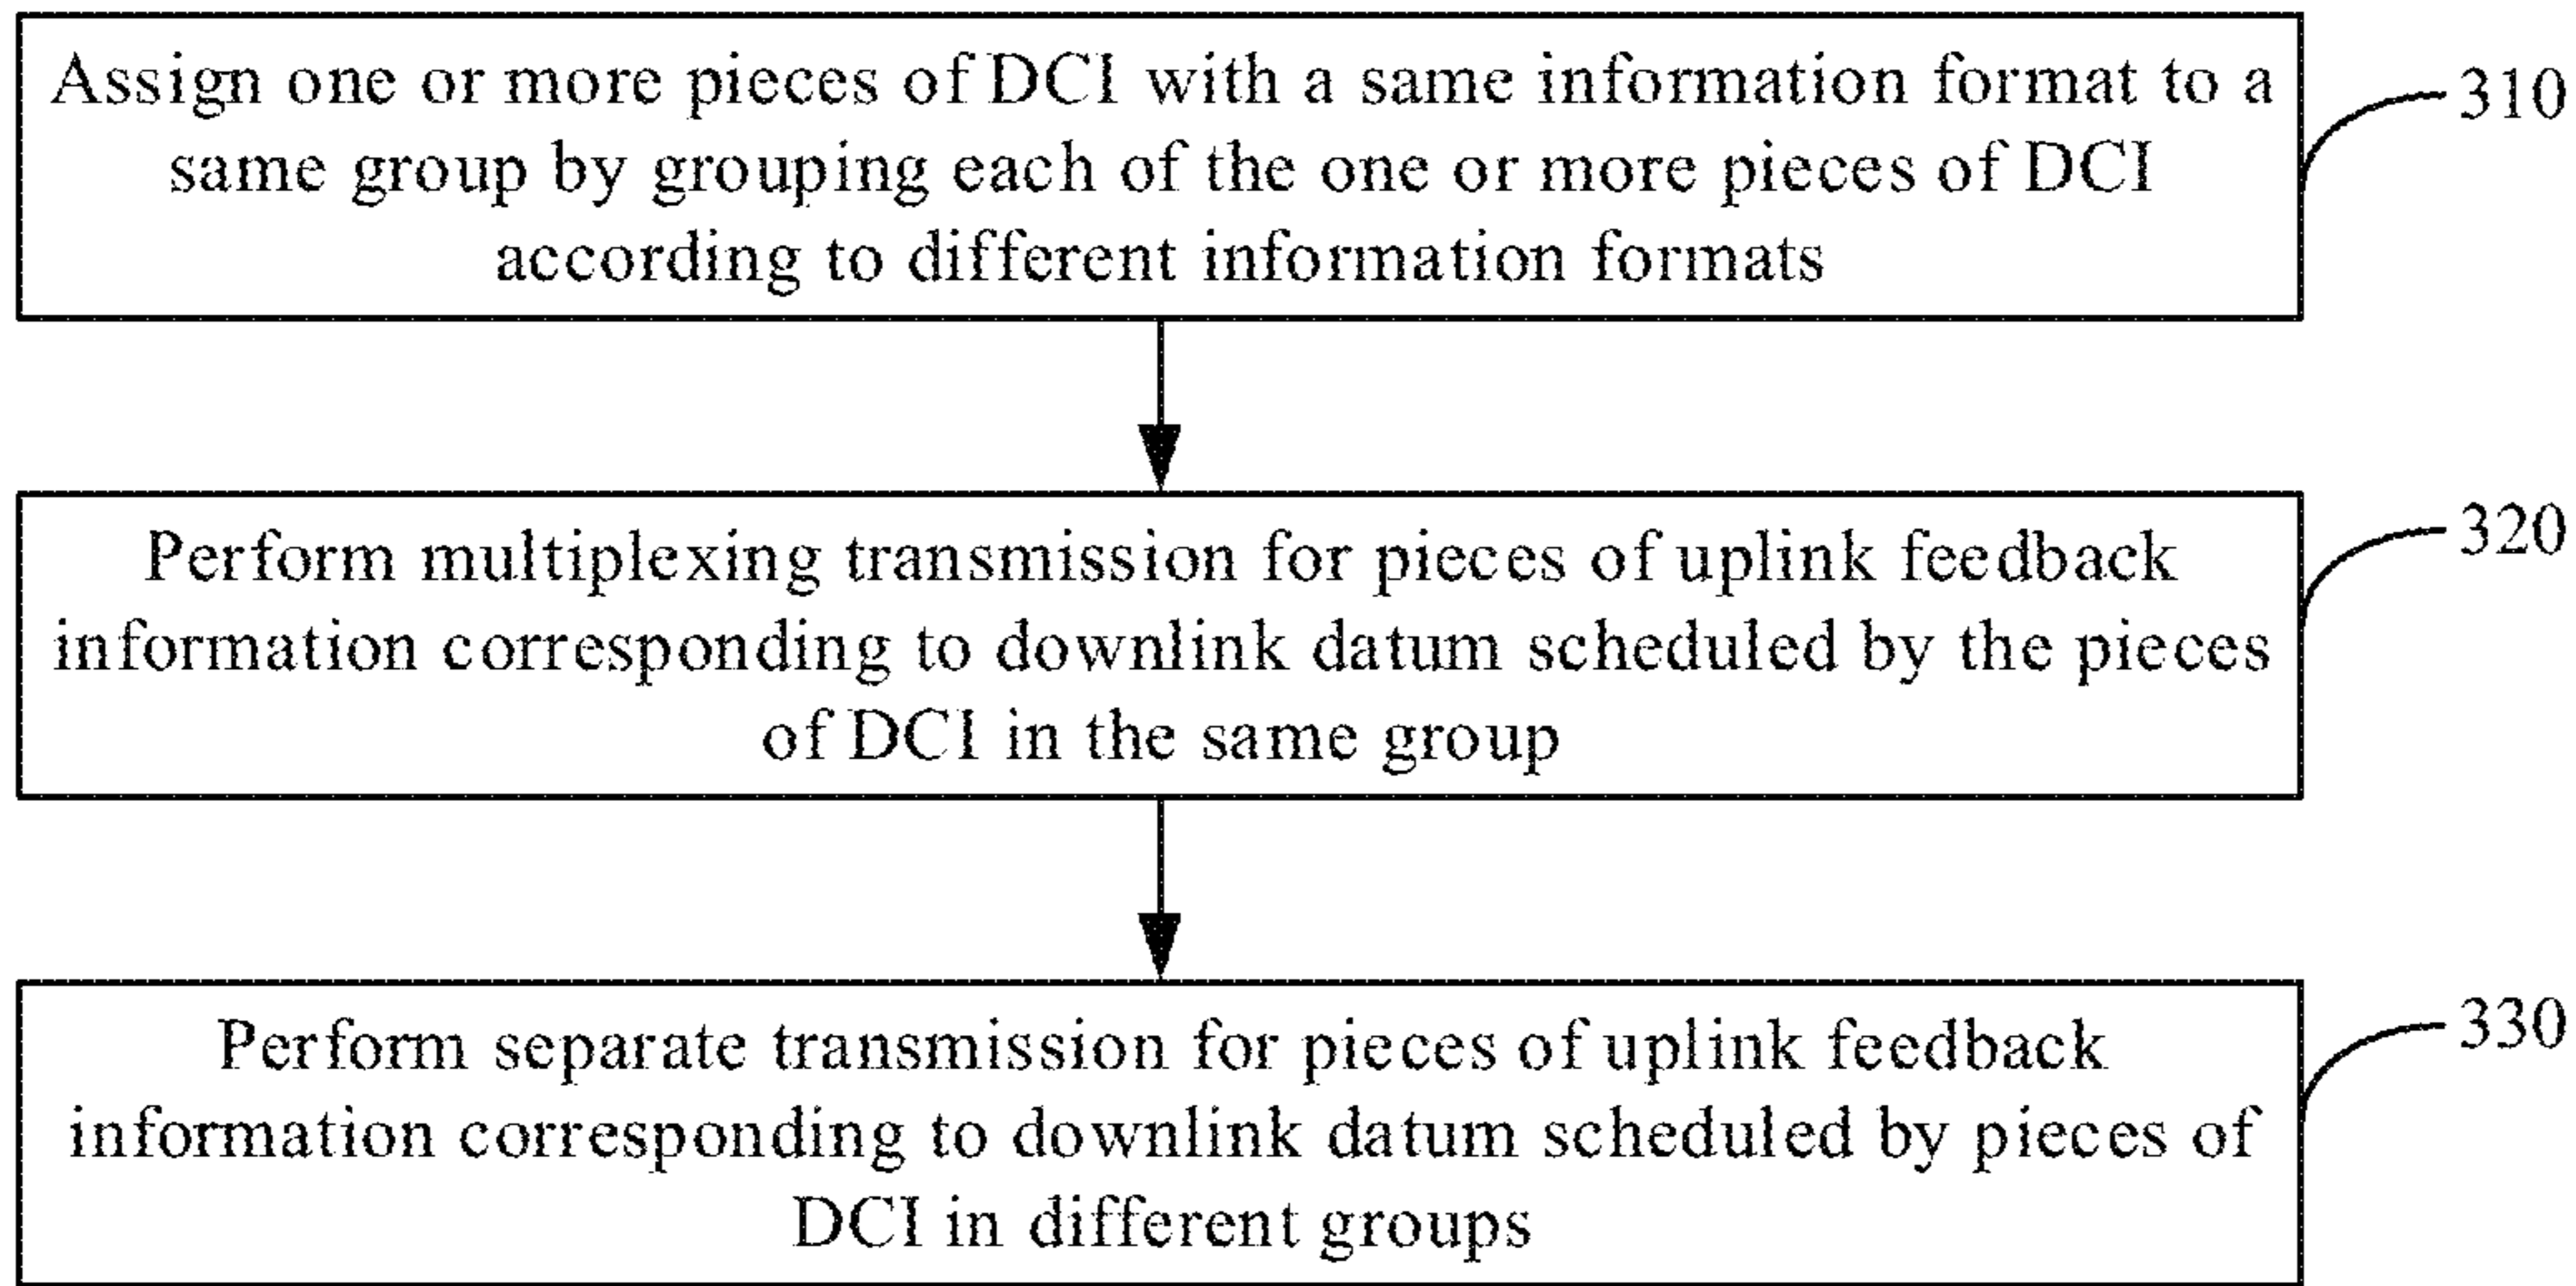 Assign one or more pieces of DCI with a same information format to a
same group by grouping each of the one or more pieces of DCI
according to different information formats
310
Perform multiplexing transmission for pieces of uplink feedback
information corresponding to downlink datum scheduled by the pieces
of DCI in the same group
320
Perform separate transmission for pieces of uplink feedback
information corresponding to downlink datum scheduled by pieces of
DCI in different groups
330